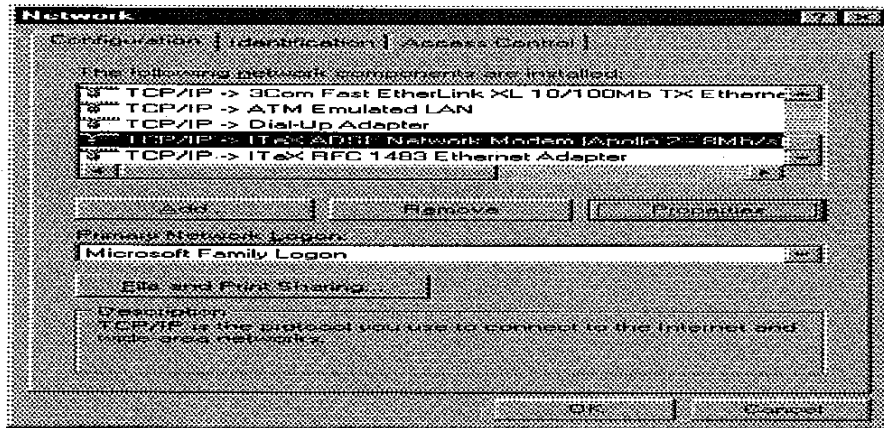 Network
Configuration Identification Access Control
The following network components are installed:
TCP/IP -> 3Com Fast EtherLink XL 10/100Mb TX Etherne
TCP/IP -> ATM Emulated LAN
TCP/IP -> Dial-Up Adapter
TCP/IP -> ITeX ADSL Network Modem [Apollo 2 - 8Mh/s]
TCP/IP -> ITeX RFC 1483 Ethernet Adapter
Add... Remove Properties
Primary Network Logon:
Microsoft Family Logon
File and Print Sharing...
Description
TCP/IP is the protocol you use to connect to the Internet and
wide-area networks.
OK Cancel